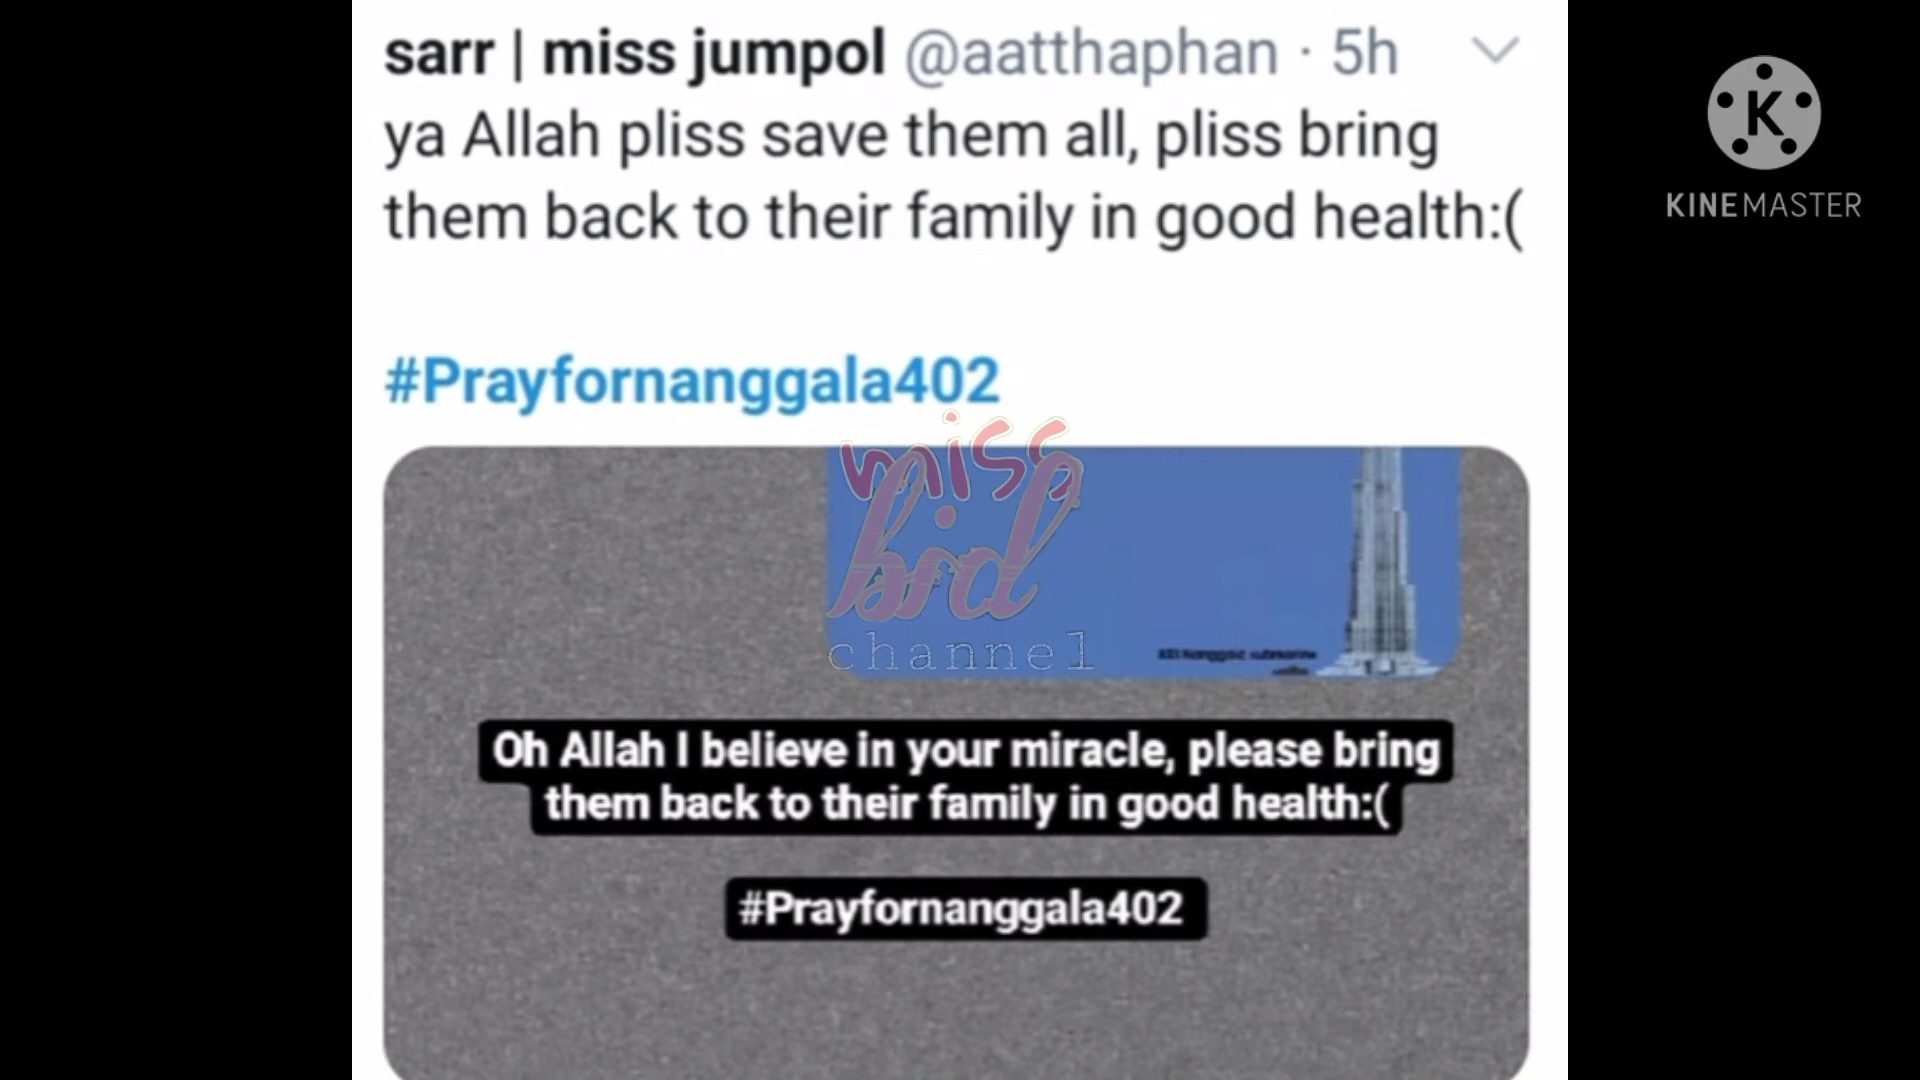 sarr | miss jumpol @aatthaphan · 5h
ya Allah pliss save them all, pliss bring
them back to their family in good health:(
#Prayfornanggala402
K
KINEMASTER
miss
brd
channel
submarine
Oh Allah I believe in your miracle, please bring
them back to their family in good health:(
#Prayfornanggala402